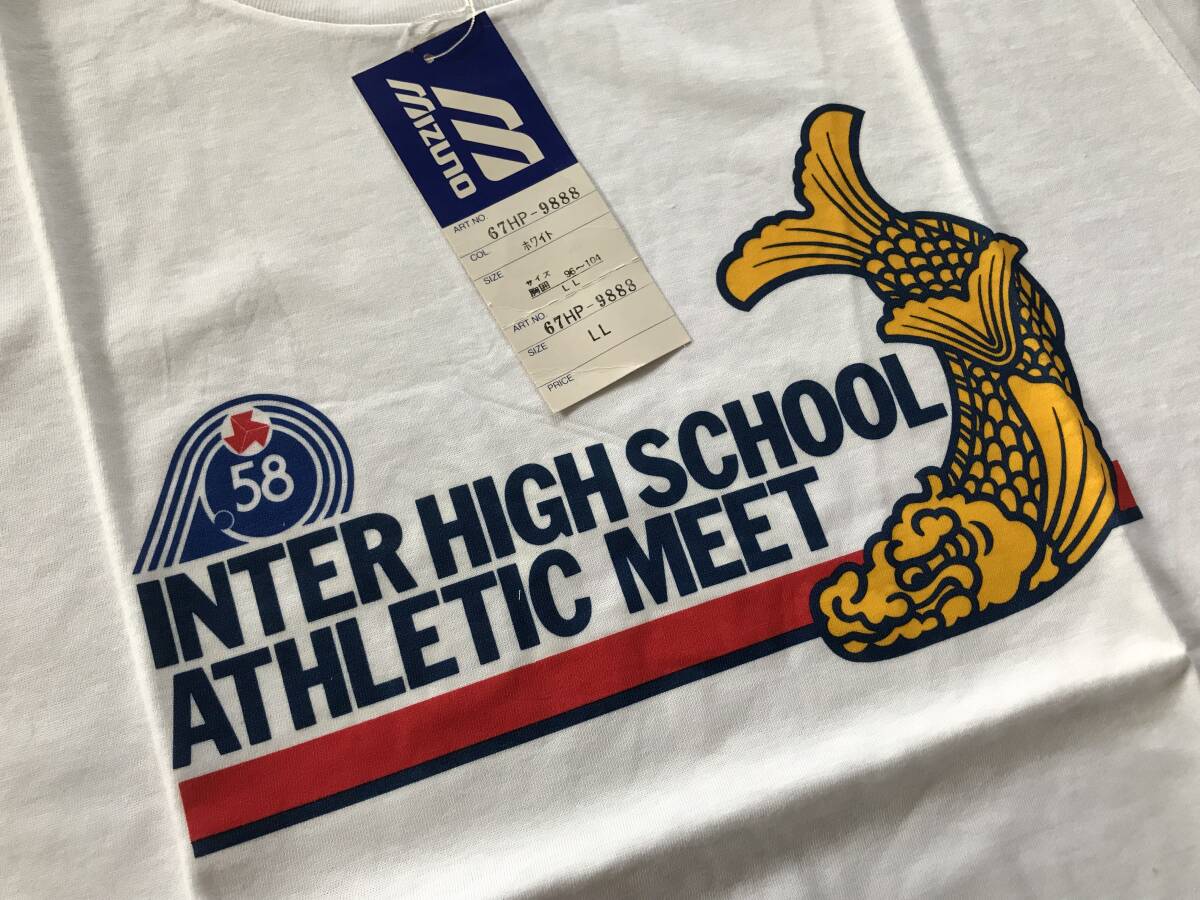 MIZUNO
ART NO. 67HP-9888
COL. ホワイト
SIZE サイズ 胸囲 96〜104 LL
ART NO. 67HP-9888
SIZE LL
PRICE
58
INTER HIGH SCHOOL
ATHLETIC MEET